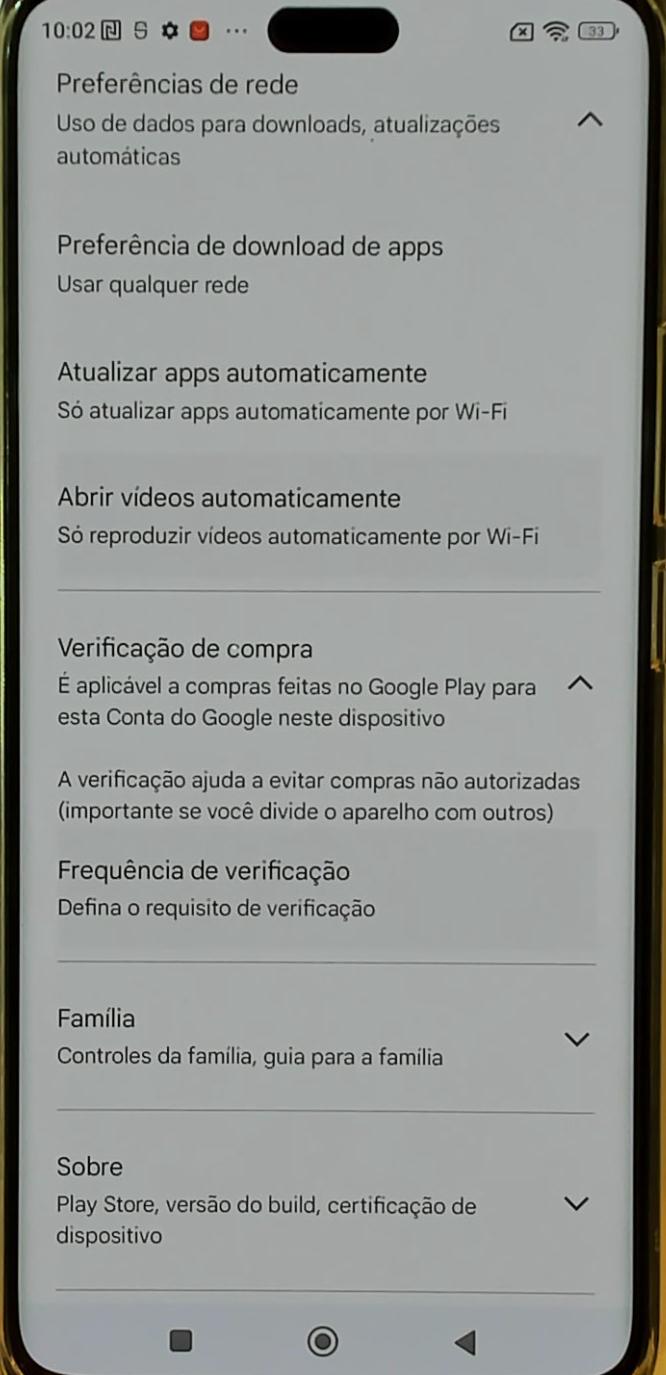 10:02
33
Preferências de rede
Uso de dados para downloads, atualizações
automáticas
Preferência de download de apps
Usar qualquer rede
Atualizar apps automaticamente
Só atualizar apps automaticamente por Wi-Fi
Abrir vídeos automaticamente
Só reproduzir vídeos automaticamente por Wi-Fi
Verificação de compra
É aplicável a compras feitas no Google Play para
esta Conta do Google neste dispositivo
A verificação ajuda a evitar compras não autorizadas
(importante se você divide o aparelho com outros)
Frequência de verificação
Defina o requisito de verificação
Família
Controles da família, guia para a família
Sobre
Play Store, versão do build, certificação de
dispositivo